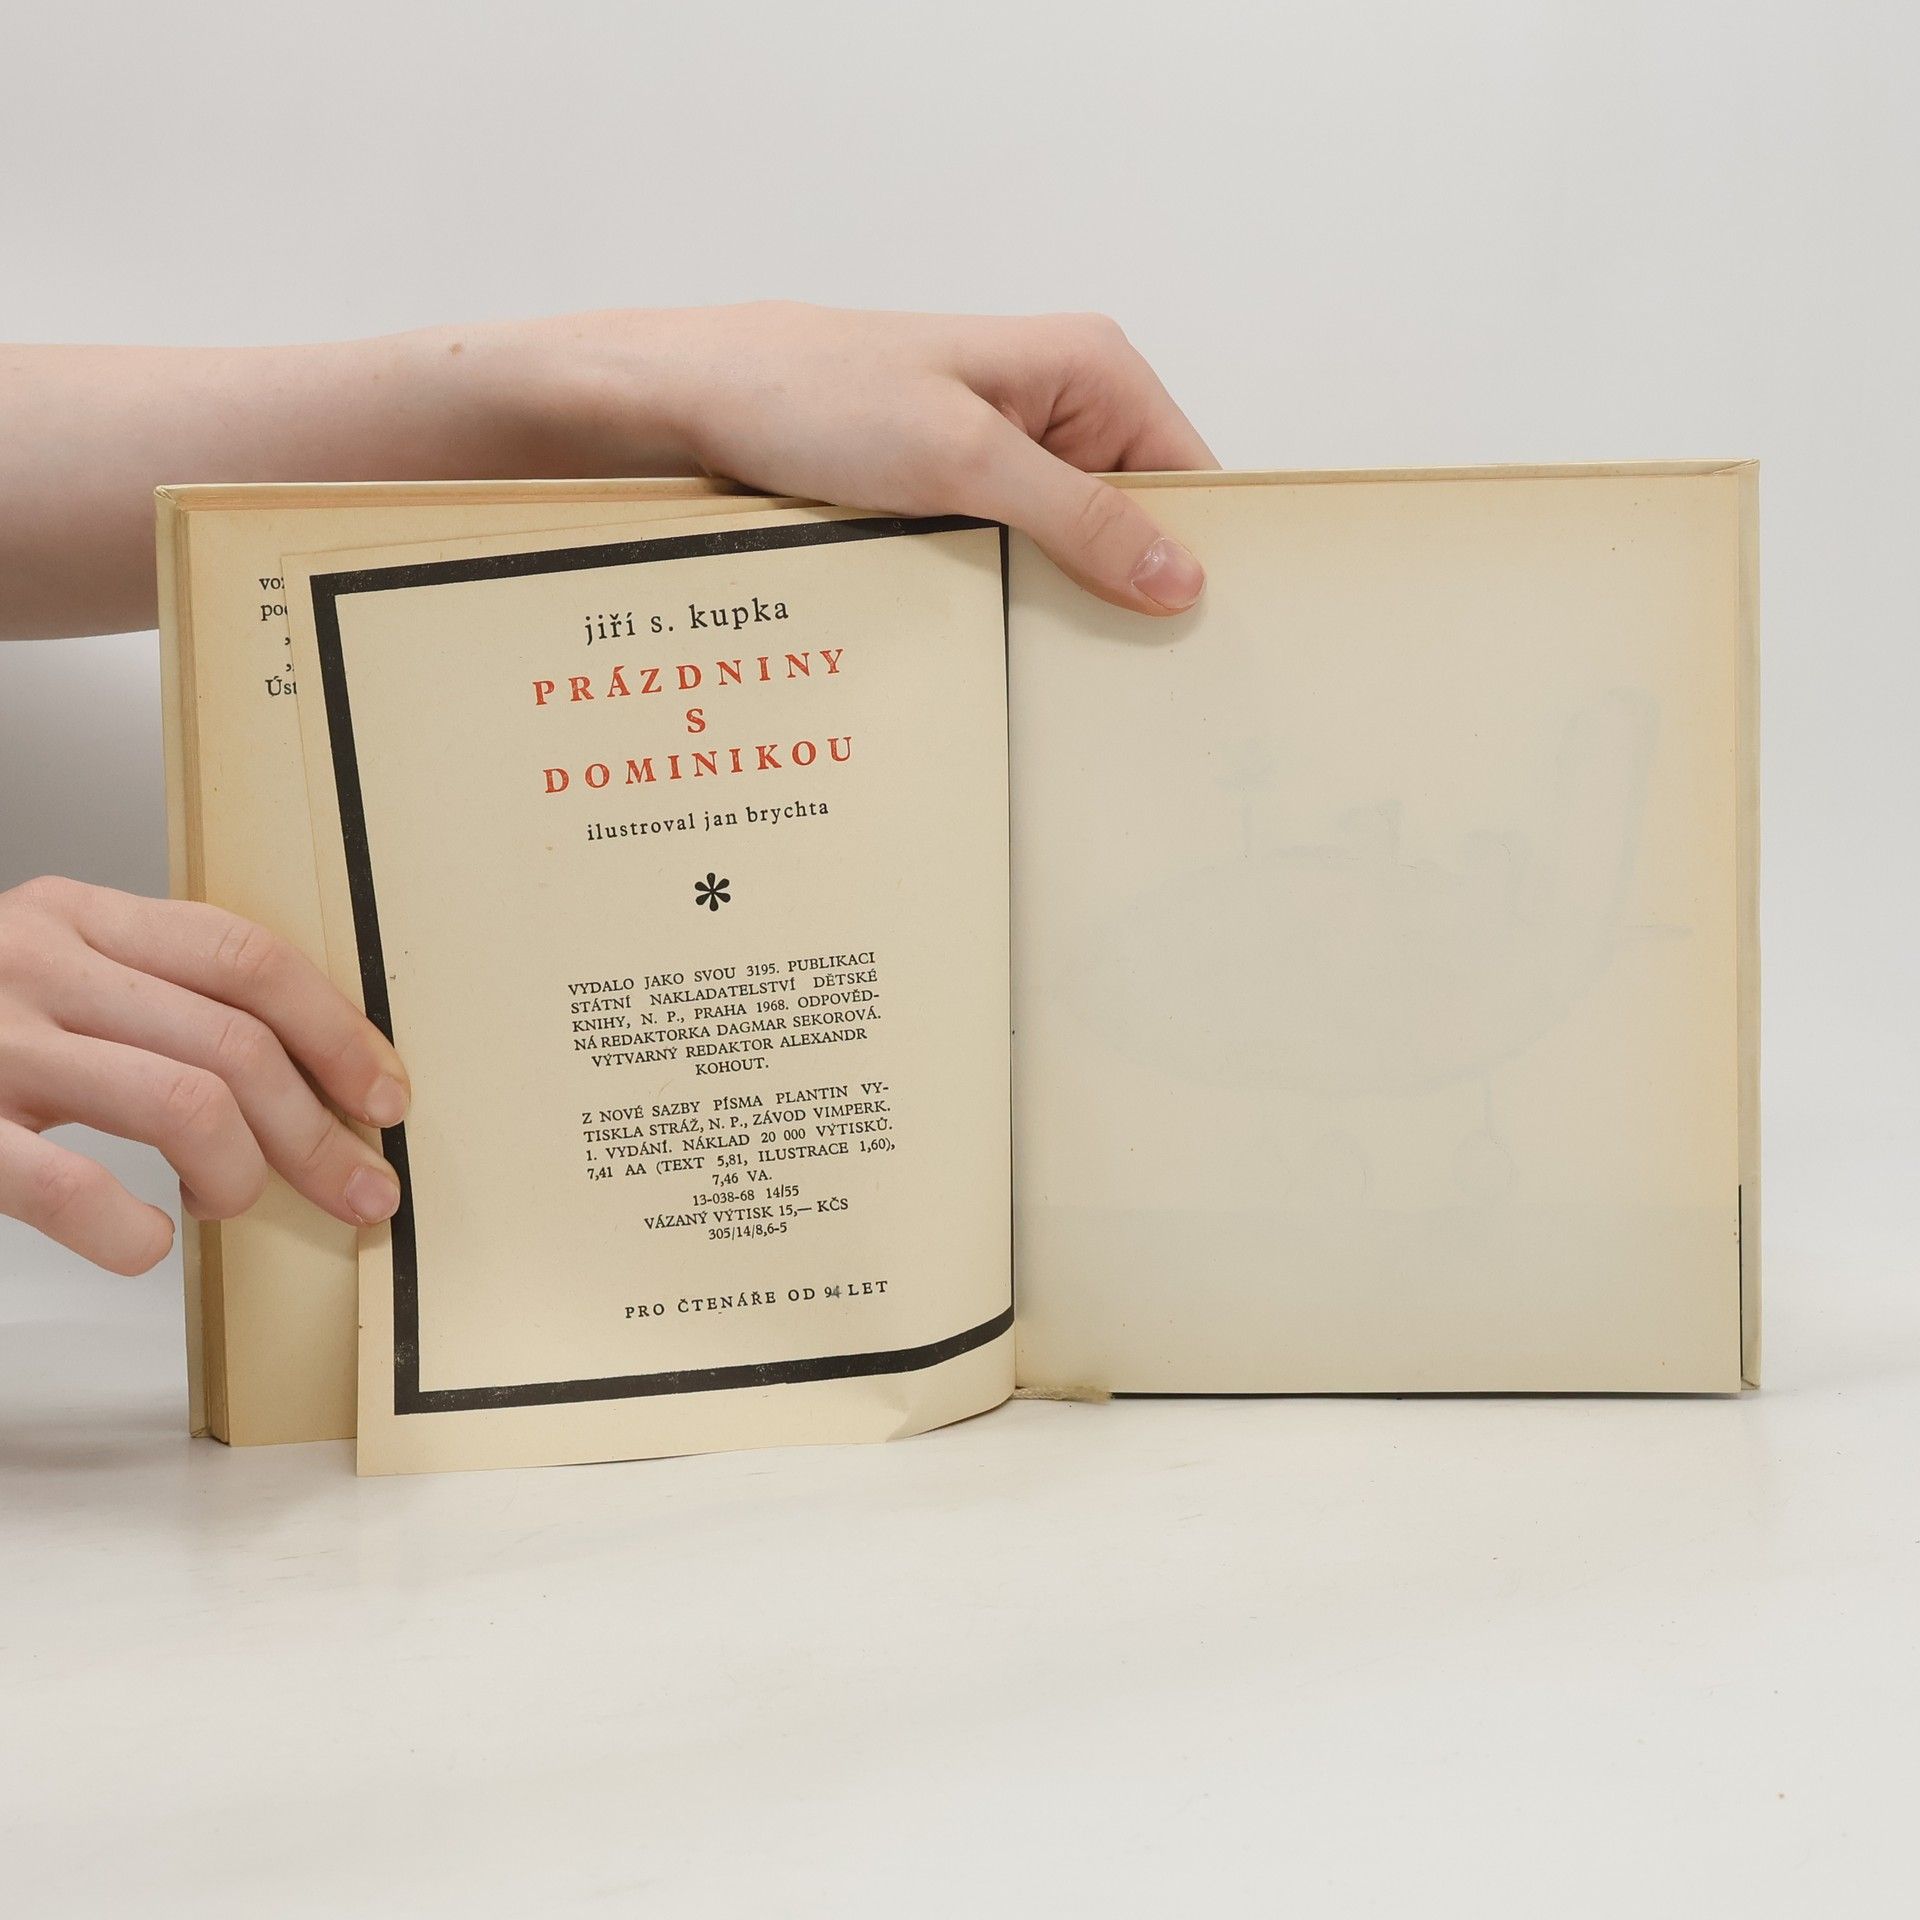 jiří s. kupka
PRÁZDNINY
S
DOMINIKOU
ilustroval jan brychta
*
VYDALO JAKO SVOU 3195. PUBLIKACI
STÁTNÍ NAKLADATELSTVÍ DĚTSKÉ
KNIHY, N. P., PRAHA 1968. ODPOVĚD-
NÁ REDAKTORKA DAGMAR SEKOROVÁ.
VÝTVARNÝ REDAKTOR ALEXANDR
KOHOUT.
Z NOVÉ SAZBY PÍSMA PLANTIN VY-
TISKLA STRÁŽ, N. P., ZÁVOD VIMPERK.
1. VYDÁNÍ. NÁKLAD 20 000 VÝTISKŮ.
7,41 AA (TEXT 5,81, ILUSTRACE 1,60),
7,46 VA.
13-038-68 14/55
VÁZANÝ VÝTISK 15,— KČS
305/14/8,6-5
PRO ČTENÁŘE OD 9 LET